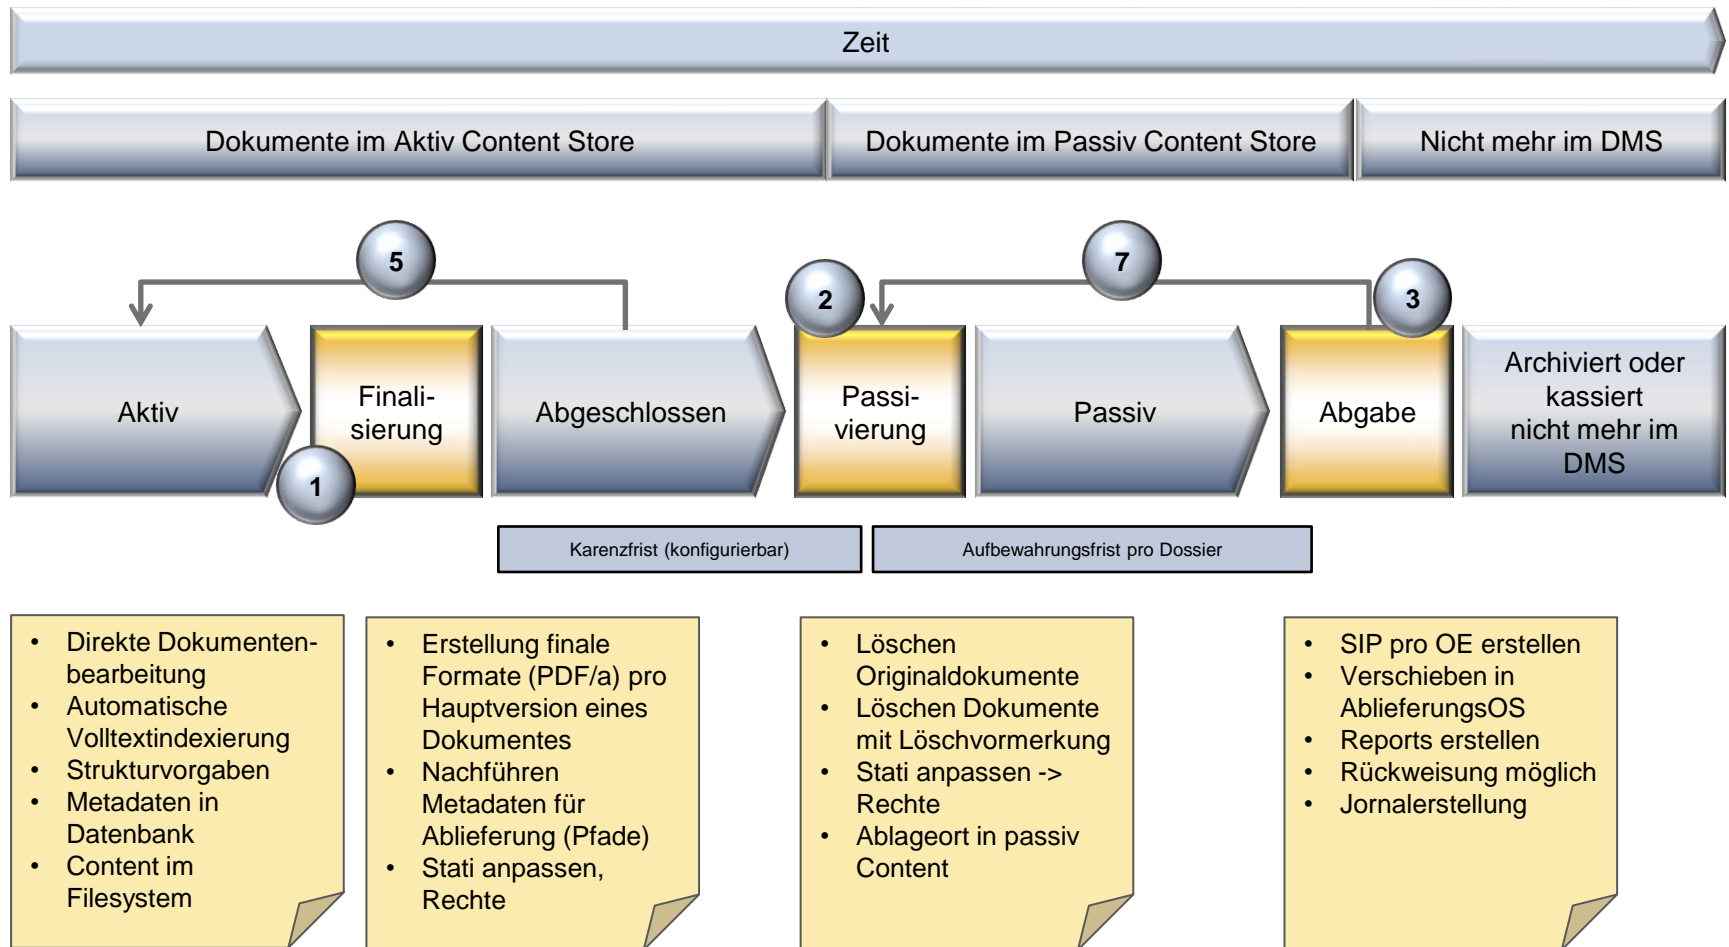 Zeit
Dokumente im Aktiv Content Store
Dokumente im Passiv Content Store
Nicht mehr im DMS
5
7
2
3
Aktiv
Finali-
sierung
Abgeschlossen
Passi-
vierung
Passiv
Abgabe
Archiviert oder
kassiert
nicht mehr im
DMS
1
Karenzfrist (konfigurierbar)
Aufbewahrungsfrist pro Dossier
• Direkte Dokumenten-
bearbeitung
• Automatische
Volltextindexierung
• Strukturvorgaben
• Metadaten in
Datenbank
• Content im
Filesystem
• Erstellung finale
Formate (PDF/a) pro
Hauptversion eines
Dokumentes
• Nachführen
Metadaten für
Ablieferung (Pfade)
• Stati anpassen,
Rechte
• Löschen
Originaldokumente
• Löschen Dokumente
mit Löschvormerkung
• Stati anpassen ->
Rechte
• Ablageort in passiv
Content
• SIP pro OE erstellen
• Verschieben in
AblieferungsOS
• Reports erstellen
• Rückweisung möglich
• Jornalerstellung